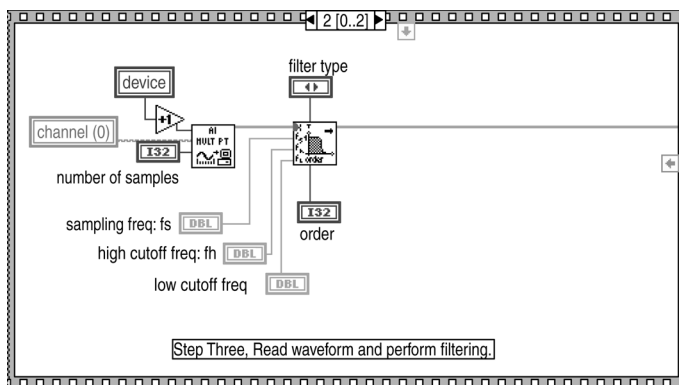 2 [0..2]
filter type
device
+1
channel (0)
AI
MULT PT
I32
number of samples
order
sampling freq: fs DBL
I32
order
high cutoff freq: fh DBL
low cutoff freq DBL
Step Three, Read waveform and perform filtering.